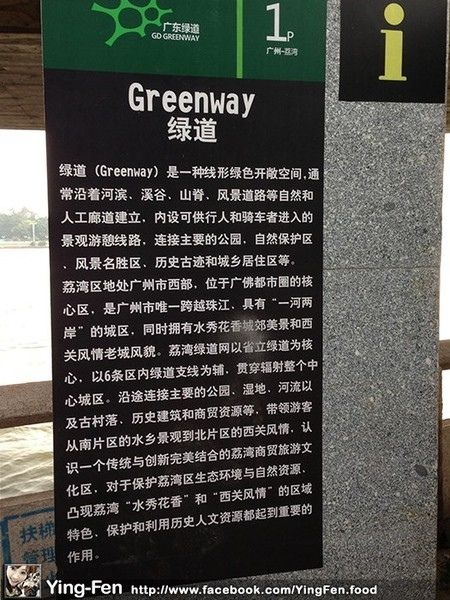 广东绿道
GD GREENWAY
1P
广州-荔湾
i
Greenway
绿道
绿道（Greenway）是一种线形绿色开敞空间,通
常沿着河滨、溪谷、山脊、风景道路等自然和
人工廊道建立，内设可供行人和骑车者进入的
景观游憩线路，连接主要的公园，自然保护区
、风景名胜区、历史古迹和城乡居住区等。
荔湾区地处广州市西部，位于广佛都市圈的核
心区，是广州市唯一跨越珠江、具有“一河两
岸”的城区，同时拥有水秀花香城郊美景和西
关风情老城风貌。荔湾绿道网以省立绿道为核
心，以6条区内绿道支线为辅，贯穿辐射整个中
心城区。沿途连接主要的公园、湿地、河流以
及古村落、历史建筑和商贸资源等，带领游客
从南片区的水乡景观到北片区的西关风情，认
识一个传统与创新完美结合的荔湾商贸旅游文
化区，对于保护荔湾区生态环境与自然资源、
凸现荔湾“水秀花香”和“西关风情”的区域
特色、保护和利用历史人文资源都起到重要的
作用。
扶梯
管理
Ying-Fen http://www.facebook.com/YingFen.food